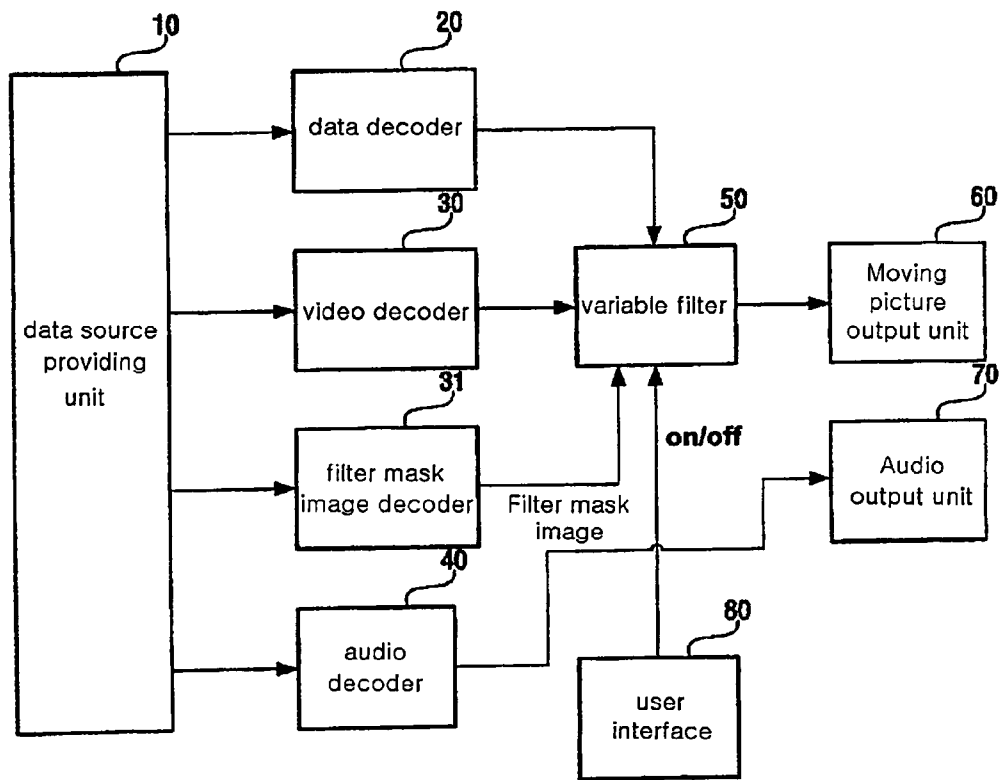 10
data source
providing
unit
20
data decoder
30
video decoder
31
filter mask
image decoder
Filter mask
image
40
audio
decoder
50
variable filter
on/off
60
Moving
picture
output unit
70
Audio
output unit
80
user
interface